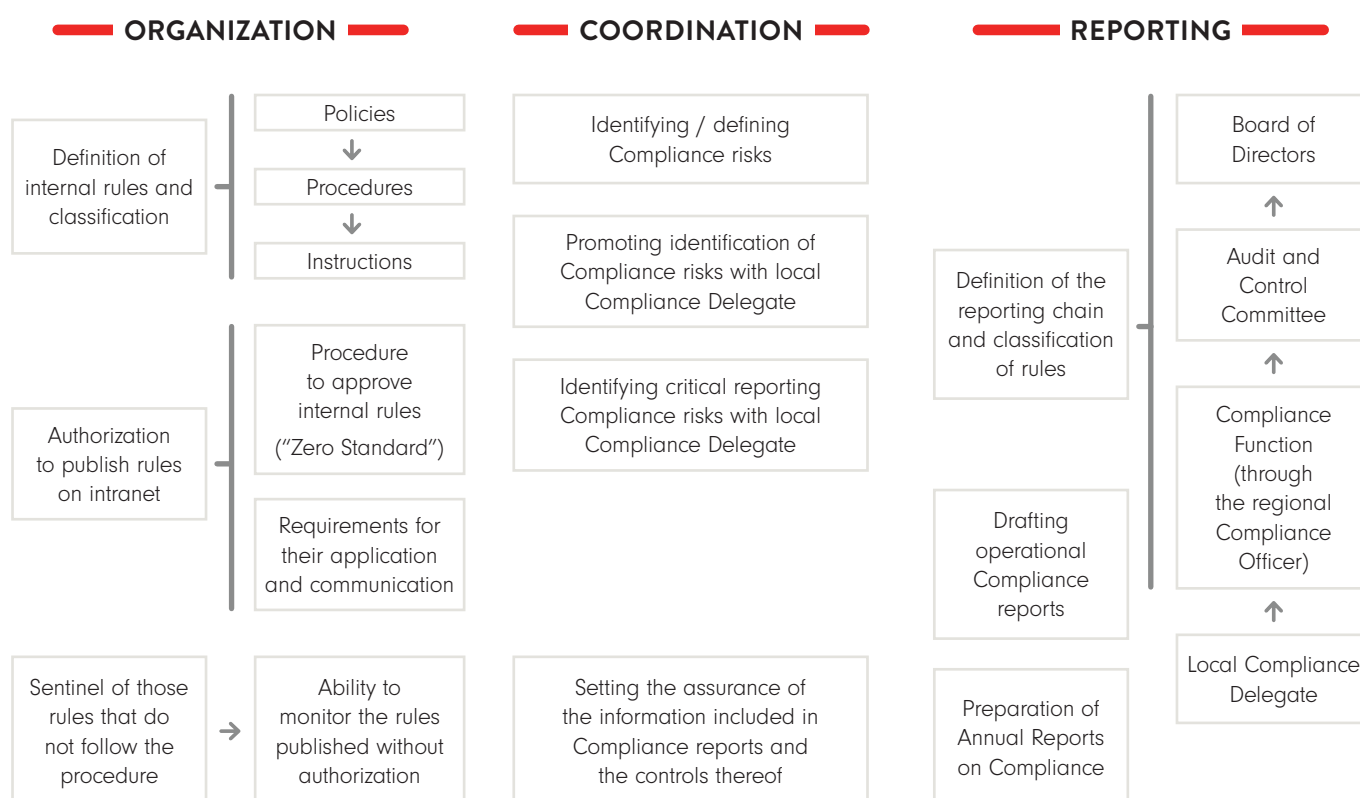 ORGANIZATION
Definition of
internal rules and
classification
Policies
Procedures
Instructions
Authorization
to publish rules
on intranet
Procedure
to approve
internal rules
("Zero Standard")
Requirements for
their application
and communication
Sentinel of those
rules that do
not follow the
procedure
Ability to
monitor the rules
published without
authorization
COORDINATION
Identifying / defining
Compliance risks
Promoting identification of
Compliance risks with local
Compliance Delegate
Identifying critical reporting
Compliance risks with local
Compliance Delegate
Setting the assurance of
the information included in
Compliance reports and
the controls thereof
REPORTING
Definition of the
reporting chain
and classification
of rules
Drafting
operational
Compliance
reports
Preparation of
Annual Reports
on Compliance
Board of
Directors
Audit and
Control
Committee
Compliance
Function
(through
the regional
Compliance
Officer)
Local Compliance
Delegate